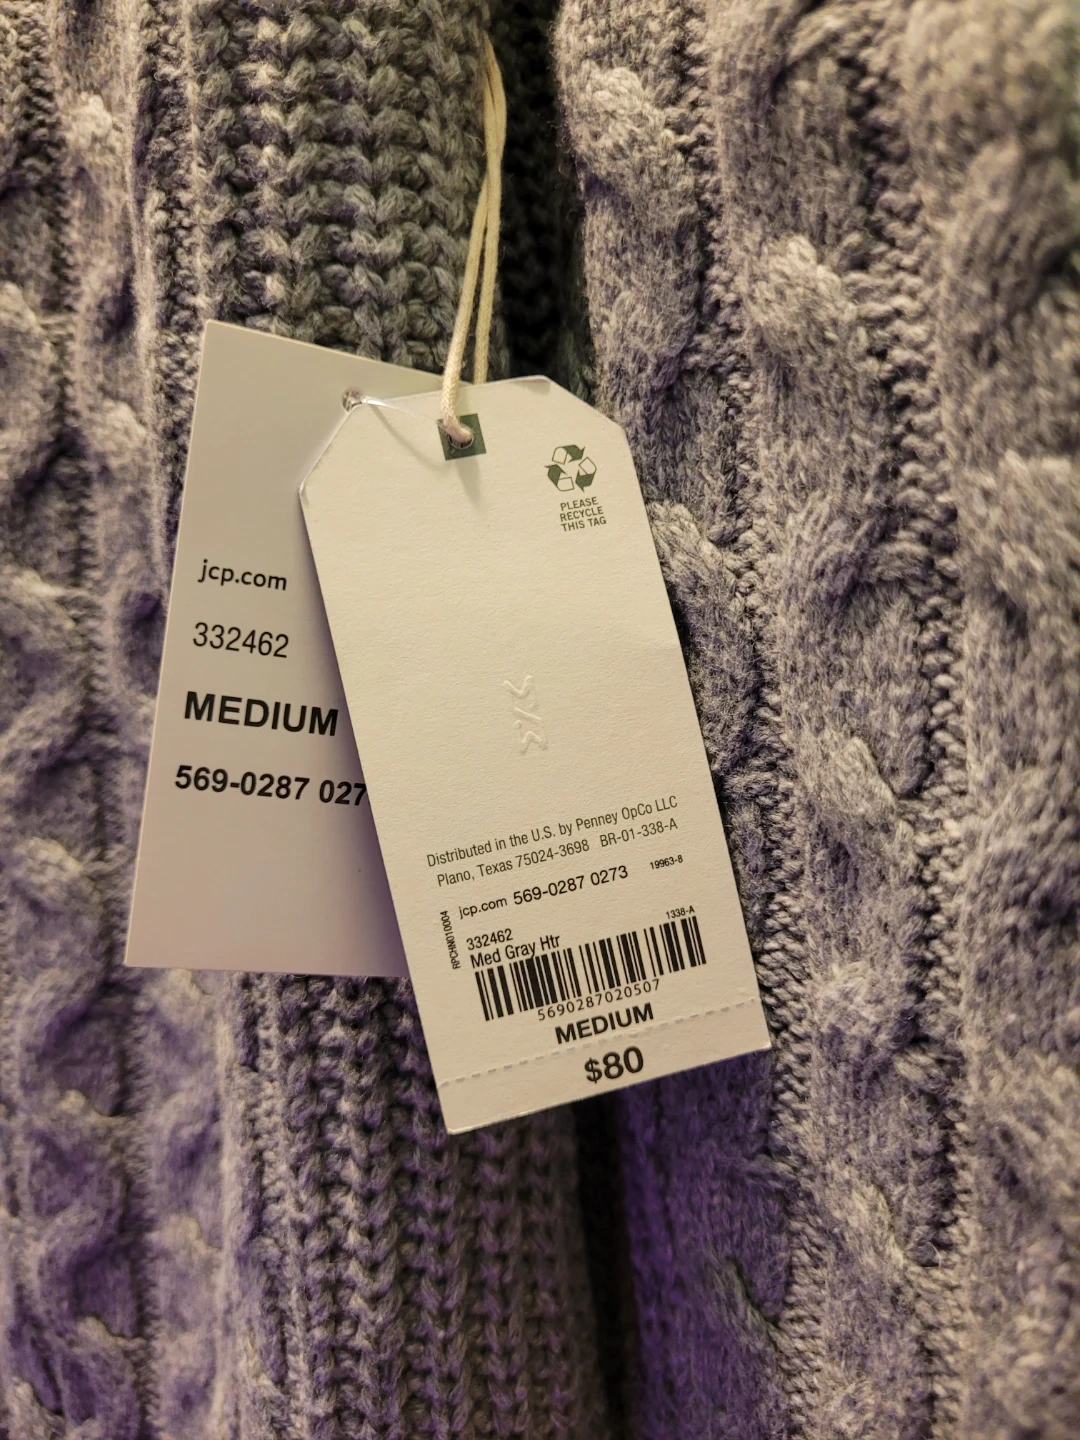 jcp.com
332462
MEDIUM
569-0287 027
PLEASE
RECYCLE
THIS TAG
Distributed in the U.S. by Penney OpCo LLC
Plano, Texas 75024-3698 BR-01-338-A
jcp.com 569-0287 0273 19963-8
332462
Med Gray Htr
1338-A
5690287020507
MEDIUM
$80